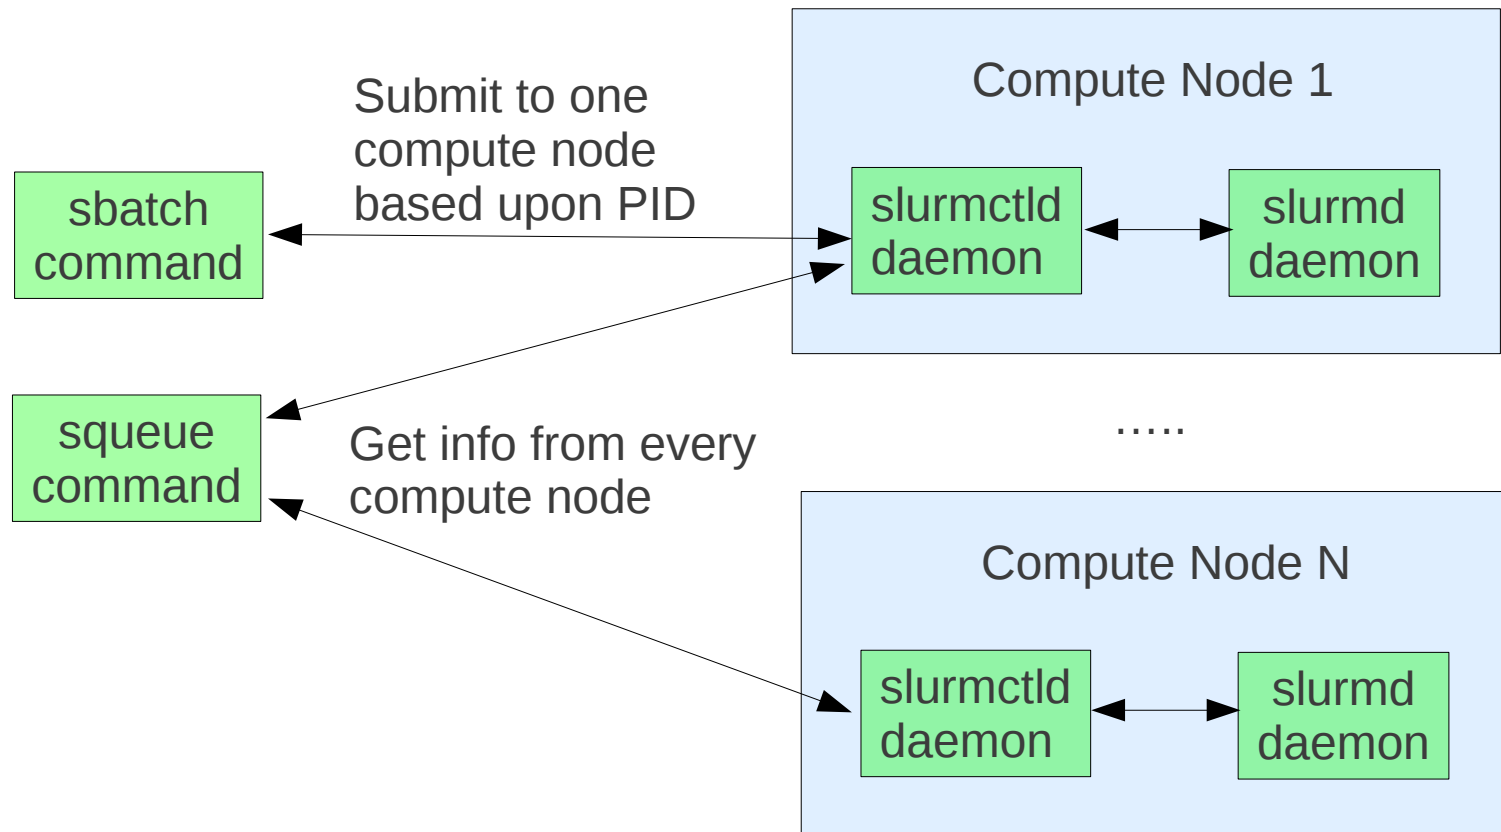 Compute Node 1
Submit to one
compute node
based upon PID
sbatch
command
slurmctld
daemon
slurmd
daemon
squeue
command
Get info from every
compute node
.....
Compute Node N
slurmctld
daemon
slurmd
daemon